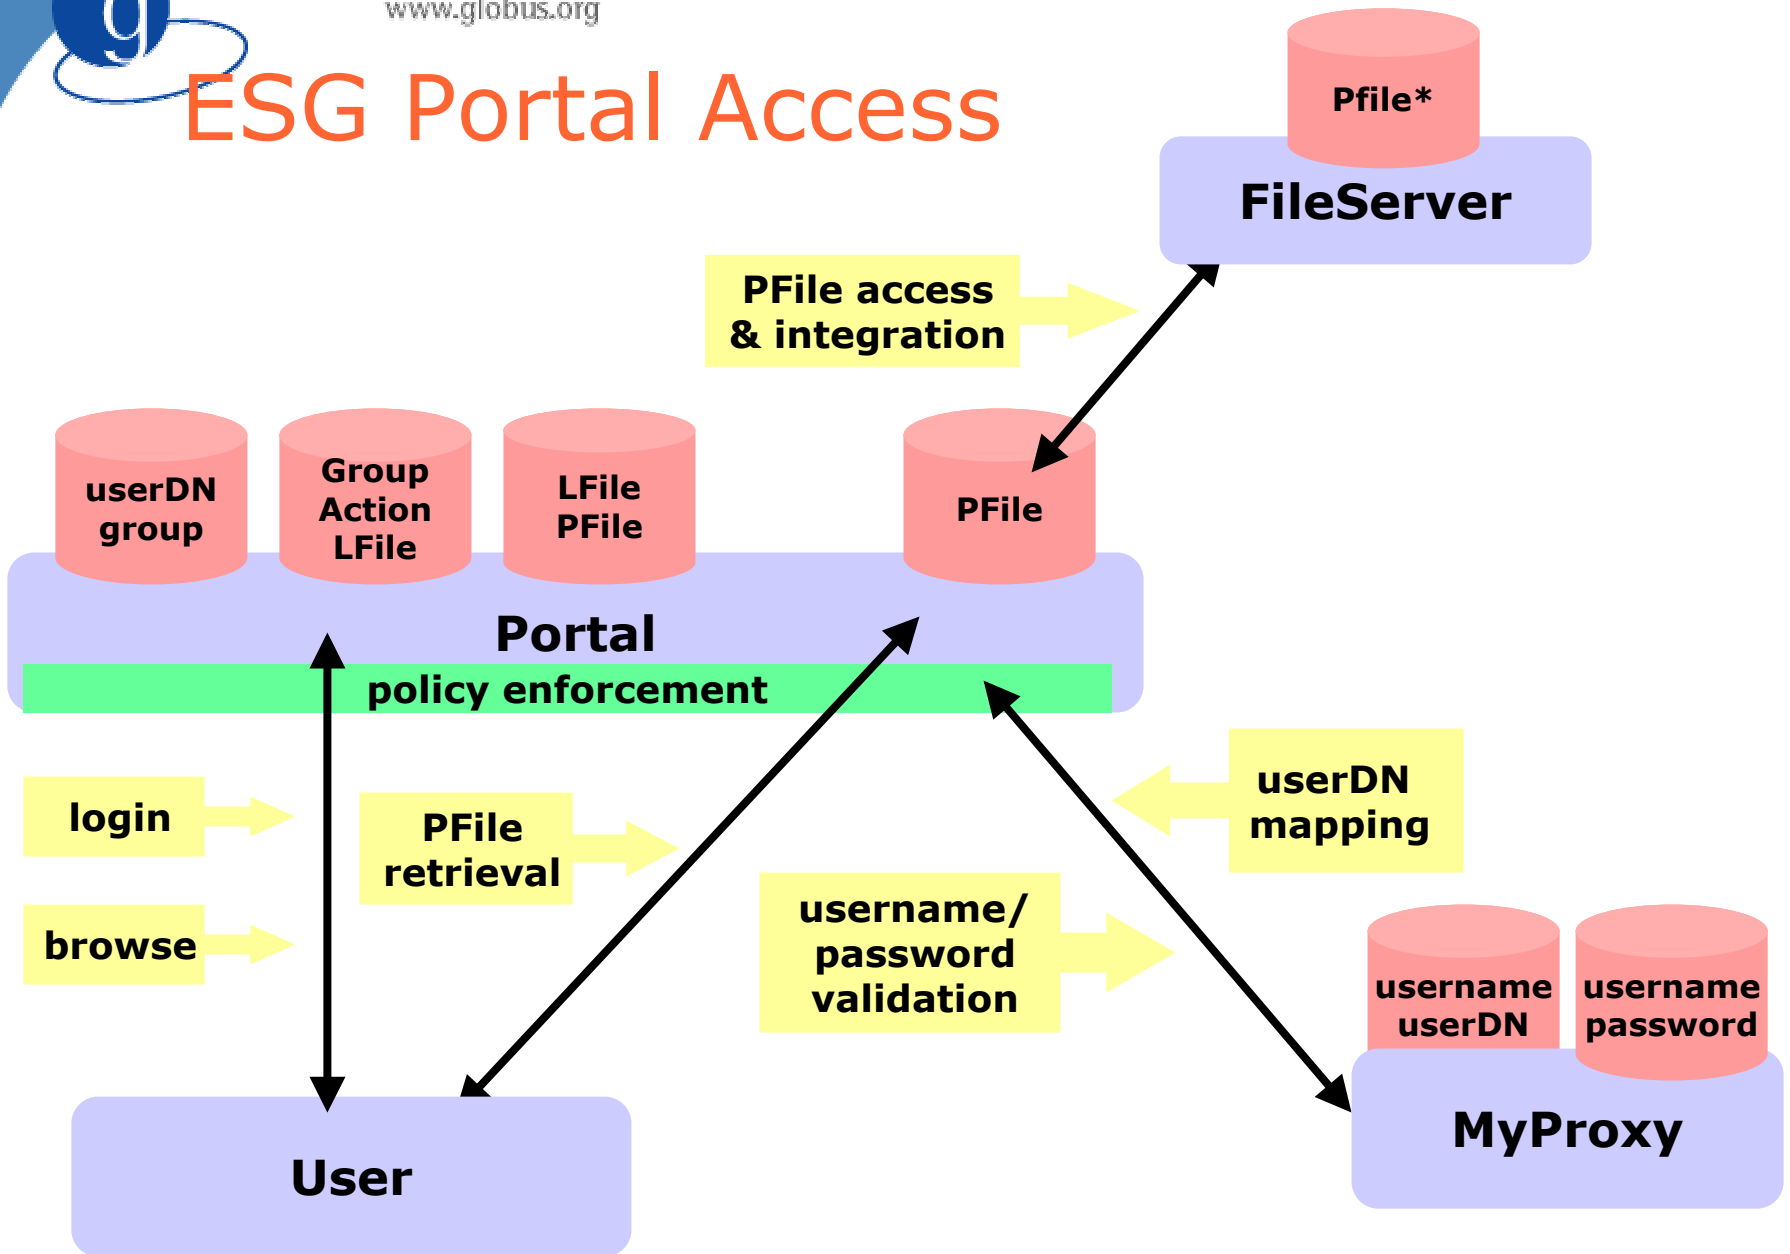 g
www.globus.org
ESG Portal Access
Pfile*
FileServer
PFile access
& integration
userDN
group
Group
Action
LFile
LFile
PFile
PFile
Portal
policy enforcement
login
browse
PFile
retrieval
username/
password
validation
userDN
mapping
username
userDN
username
password
MyProxy
User